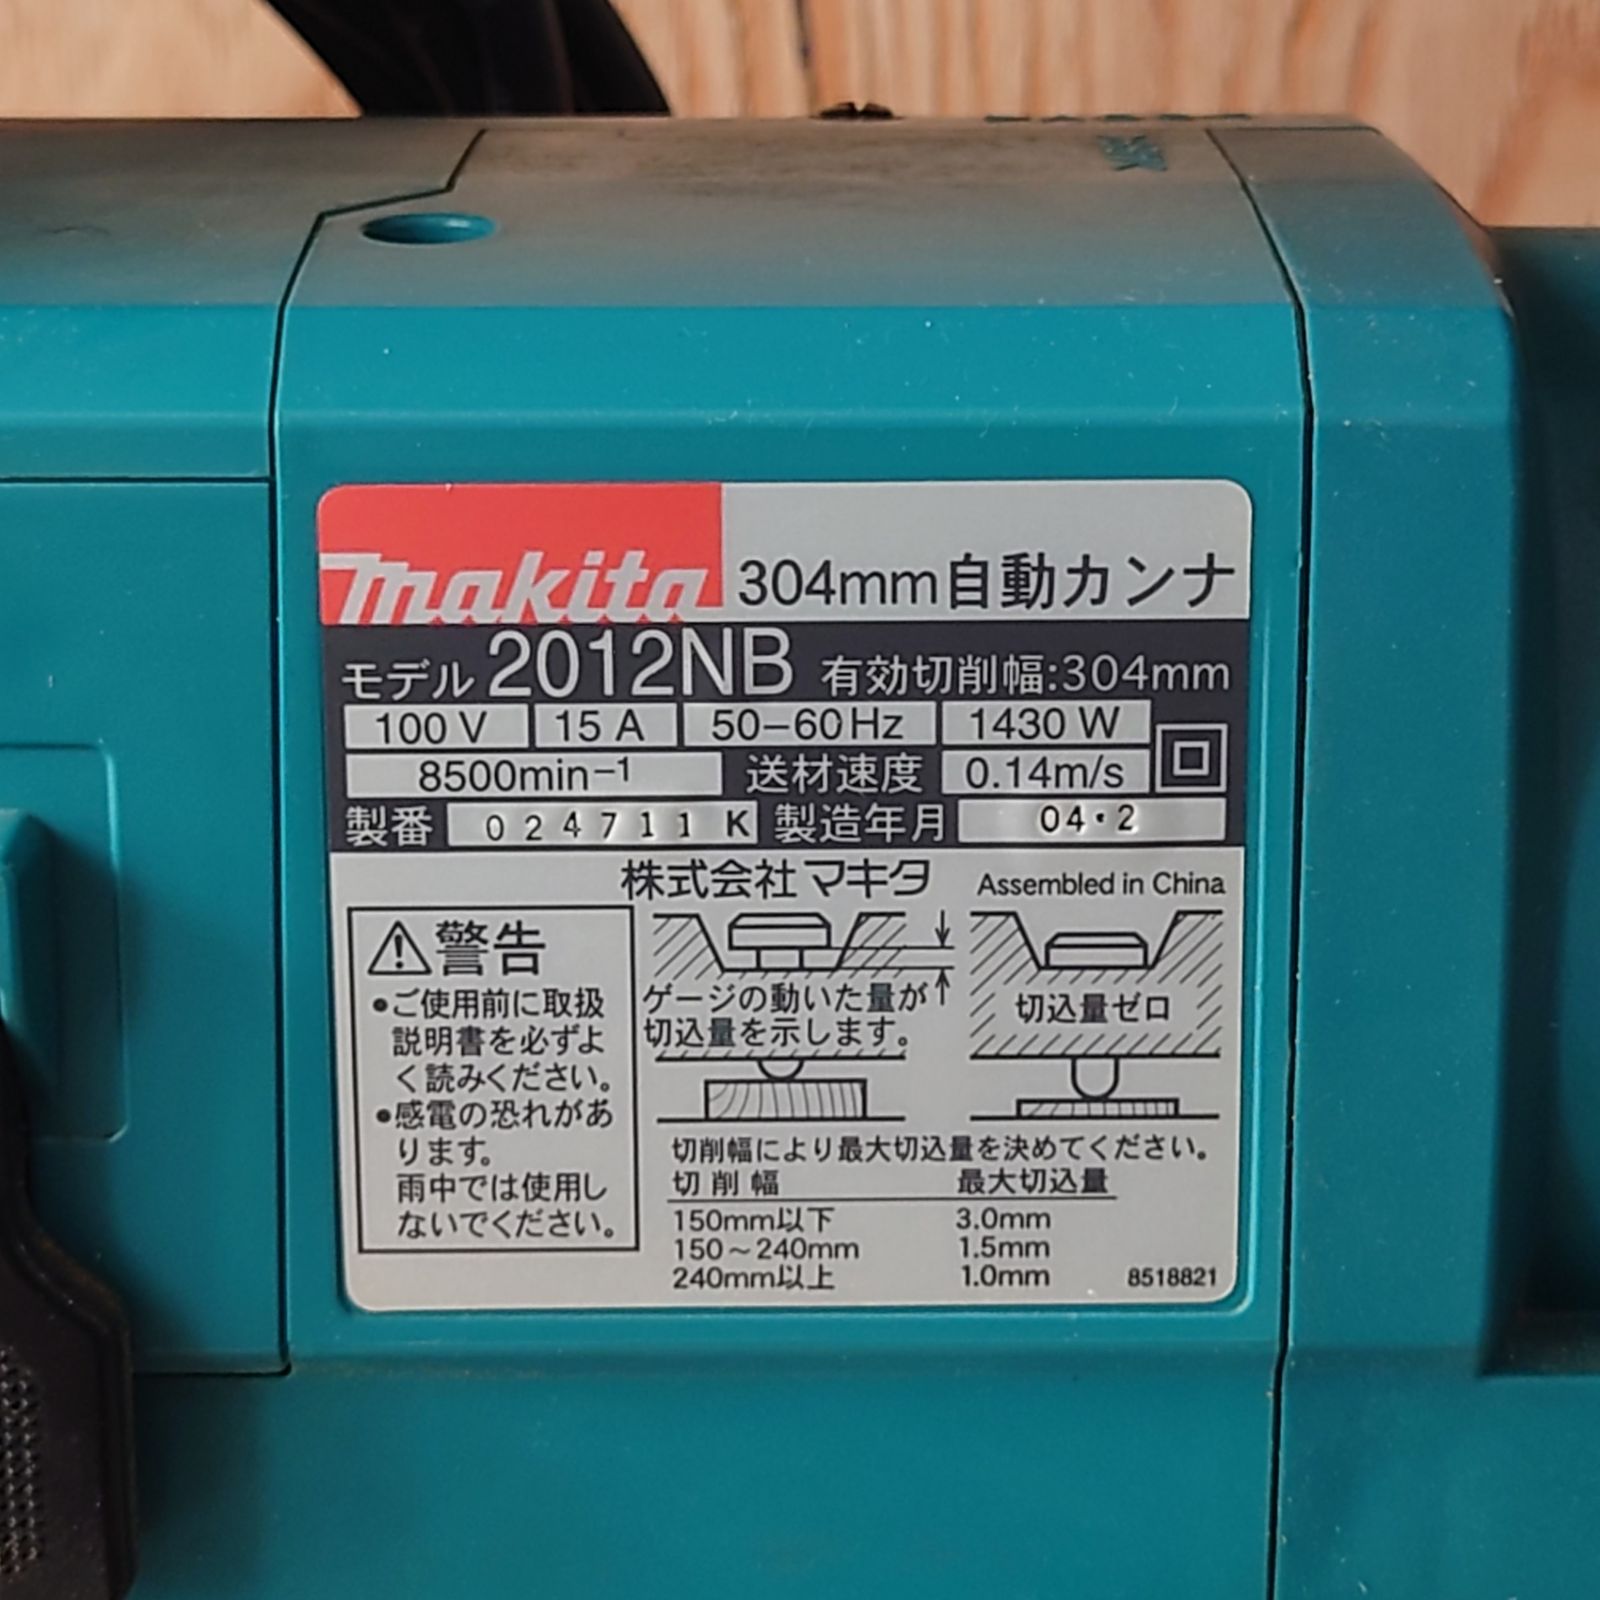 makita 304mm自動カンナ
モデル 2012NB 有効切削幅:304mm
100V 15A 50-60Hz 1430W
8500min-1 送材速度 0.14m/s
製番 024711 K 製造年月 04・2
株式会社マキタ Assembled in China
警告
•ご使用前に取扱
説明書を必ずよ
く読みください。
•感電の恐れがあ
ります。
雨中では使用し
ないでください。
ゲージの動いた量が
切込量を示します。
切込量ゼロ
切削幅により最大切込量を決めてください。
切削幅 最大切込量
150mm以下 3.0mm
150～240mm 1.5mm
240mm以上 1.0mm
8518821